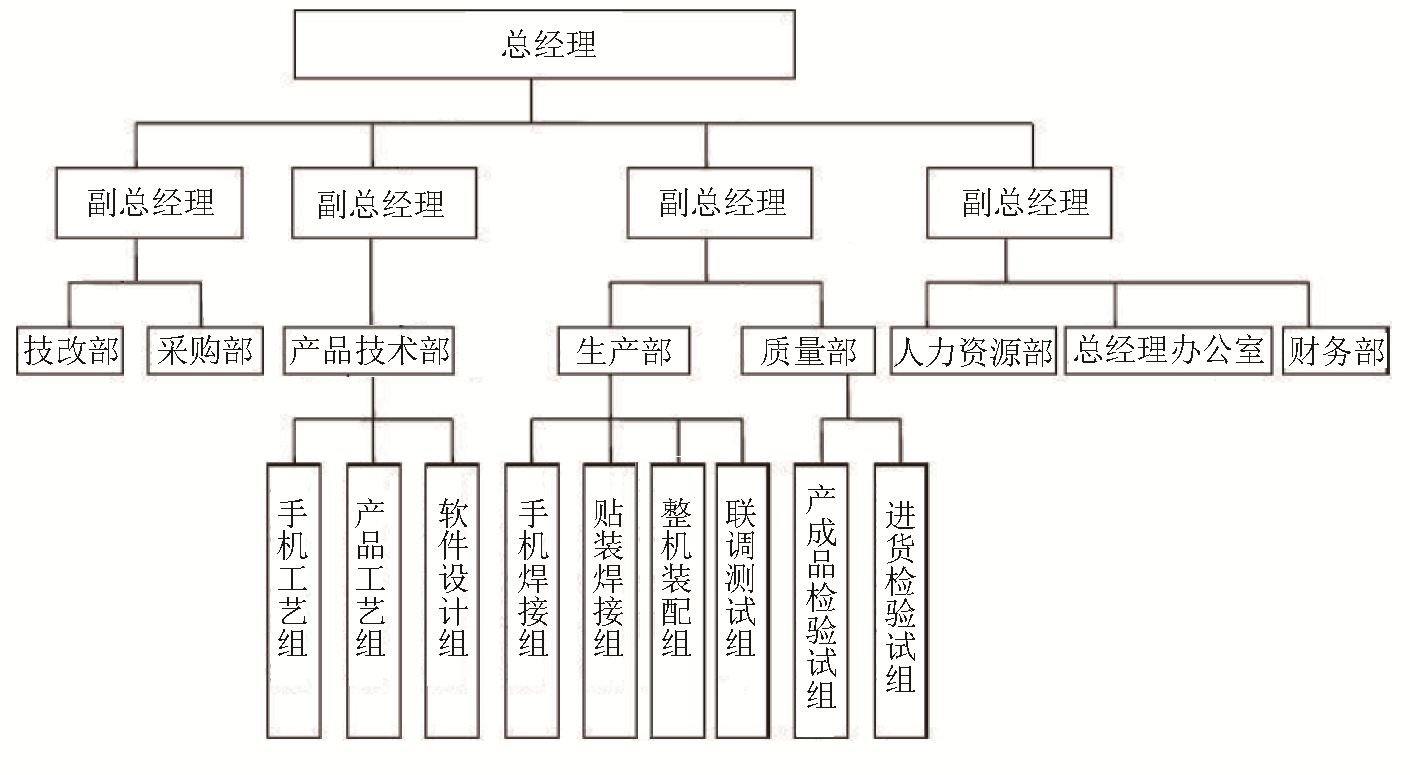 总经理
副总经理
副总经理
副总经理
副总经理
技改部
采购部
产品技术部
生产部
质量部
人力资源部
总经理办公室
财务部
手机工艺组
产品工艺组
软件设计组
手机焊接组
贴装焊接组
整机装配组
联调测试组
产成品检验试组
进货检验试组